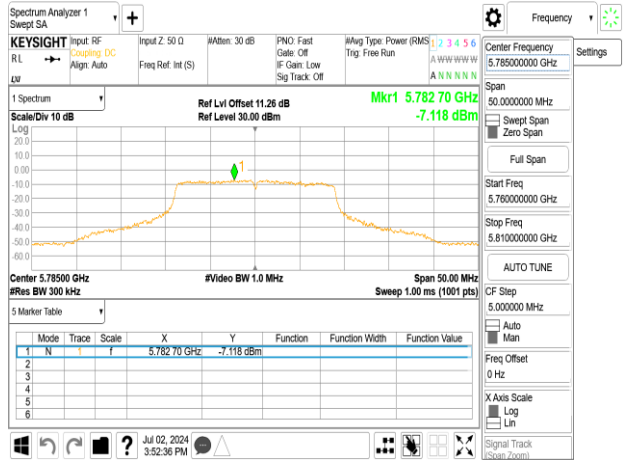 Spectrum Analyzer 1
Swept SA
Frequency
KEYSIGHT
RL
Input: RF
Coupling: DC
Align: Auto
Input Z: 50 Ω
Freq Ref: Int (S)
#Atten: 30 dB
PNO: Fast
Gate: Off
IF Gain: Low
Sig Track: Off
#Avg Type: Power (RMS
Trig: Free Run
1 2 3 4 5 6
A W W W W W
A N N N N N
1 Spectrum
Scale/Div 10 dB
Ref Lvl Offset 11.26 dB
Ref Level 30.00 dBm
Mkr1 5.782 70 GHz
-7.118 dBm
Log
20.0
10.0
0.00
-10.0
-20.0
-30.0
-40.0
-50.0
-60.0
1
Center 5.78500 GHz
#Res BW 300 kHz
#Video BW 1.0 MHz
Span 50.00 MHz
Sweep 1.00 ms (1001 pts)
5 Marker Table
Mode Trace Scale X Y Function Function Width Function Value
1 N 1 f 5.782 70 GHz -7.118 dBm
2
3
4
5
6
Jul 02, 2024
3:52:36 PM
Center Frequency
5.785000000 GHz
Settings
Span
50.0000000 MHz
Swept Span
Zero Span
Full Span
Start Freq
5.760000000 GHz
Stop Freq
5.810000000 GHz
AUTO TUNE
CF Step
5.000000 MHz
Auto
Man
Freq Offset
0 Hz
X Axis Scale
Log
Lin
Signal Track
(Span Zoom)